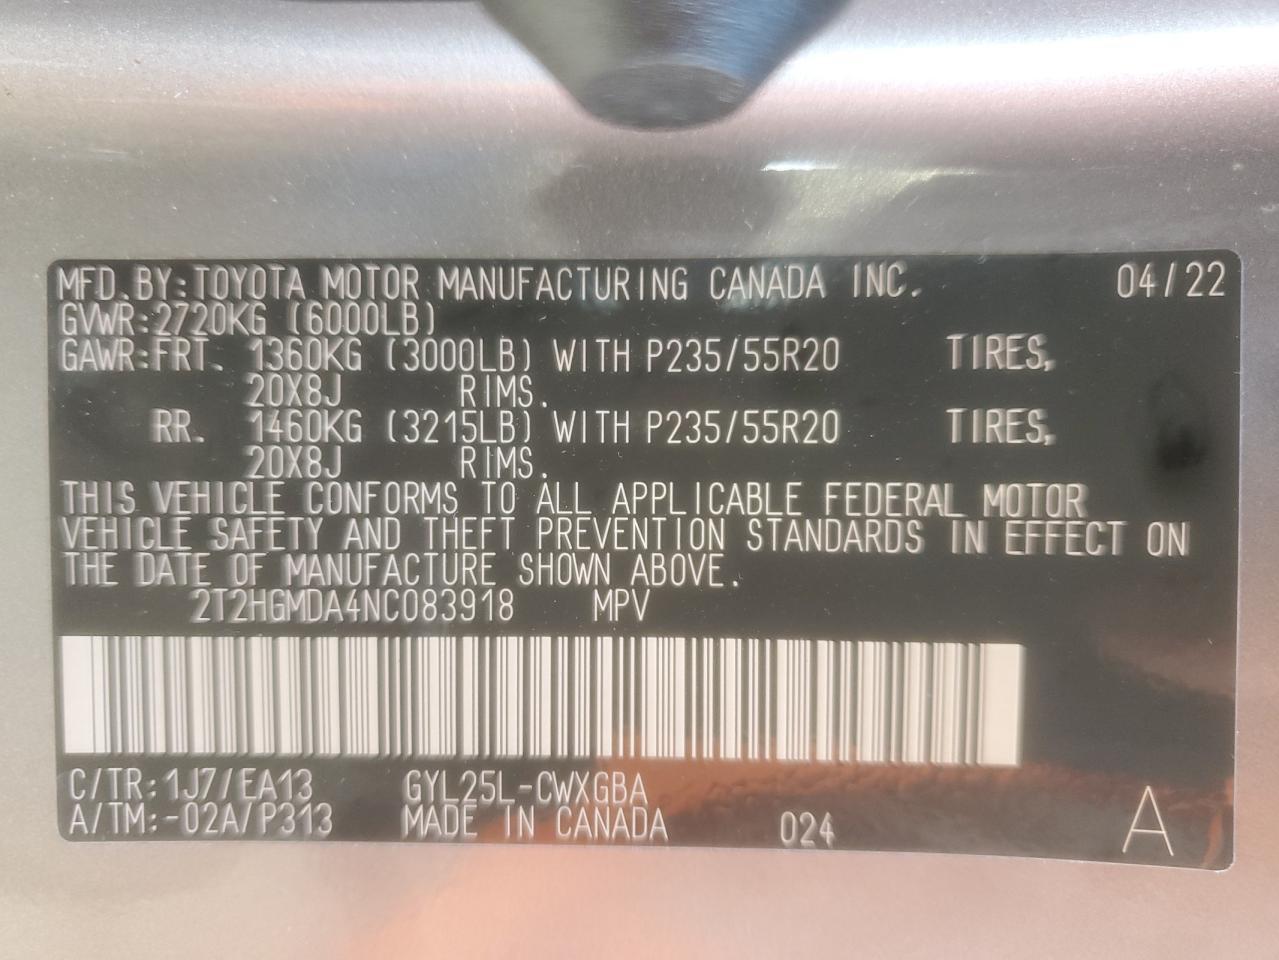 MFD.BY:TOYOTA MOTOR MANUFACTURING CANADA INC. 04/22
GVWR:2720KG (6000LB)
GAWR:FRT. 1360KG (3000LB) WITH P235/55R20 TIRES,
20X8J RIMS.
RR. 1460KG (3215LB) WITH P235/55R20 TIRES,
20X8J RIMS.
THIS VEHICLE CONFORMS TO ALL APPLICABLE FEDERAL MOTOR
VEHICLE SAFETY AND THEFT PREVENTION STANDARDS IN EFFECT ON
THE DATE OF MANUFACTURE SHOWN ABOVE.
2T2HGMDA4NC083918 MPV
C/TR:1J7/EA13 GYL25L-CWXGBA
A/TM:-02A/P313 MADE IN CANADA 024 A